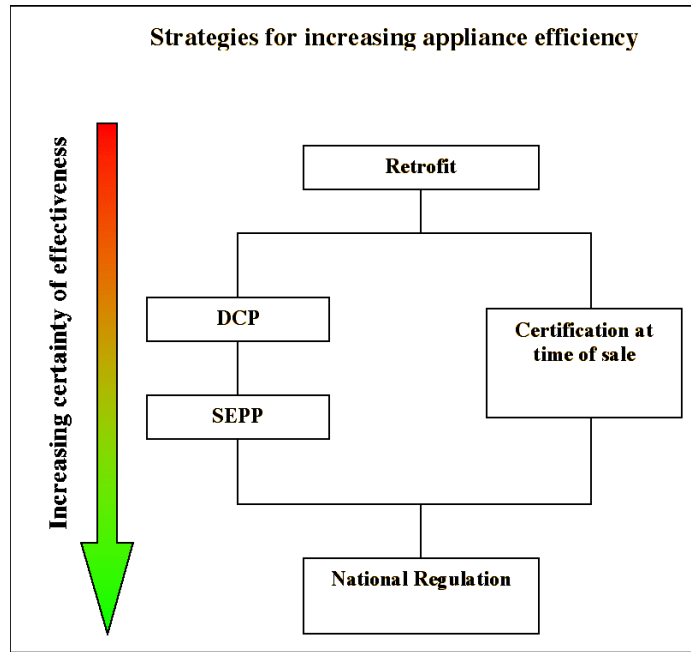 Strategies for increasing appliance efficiency
Increasing certainty of effectiveness
Retrofit
DCP
Certification at
time of sale
SEPP
National Regulation